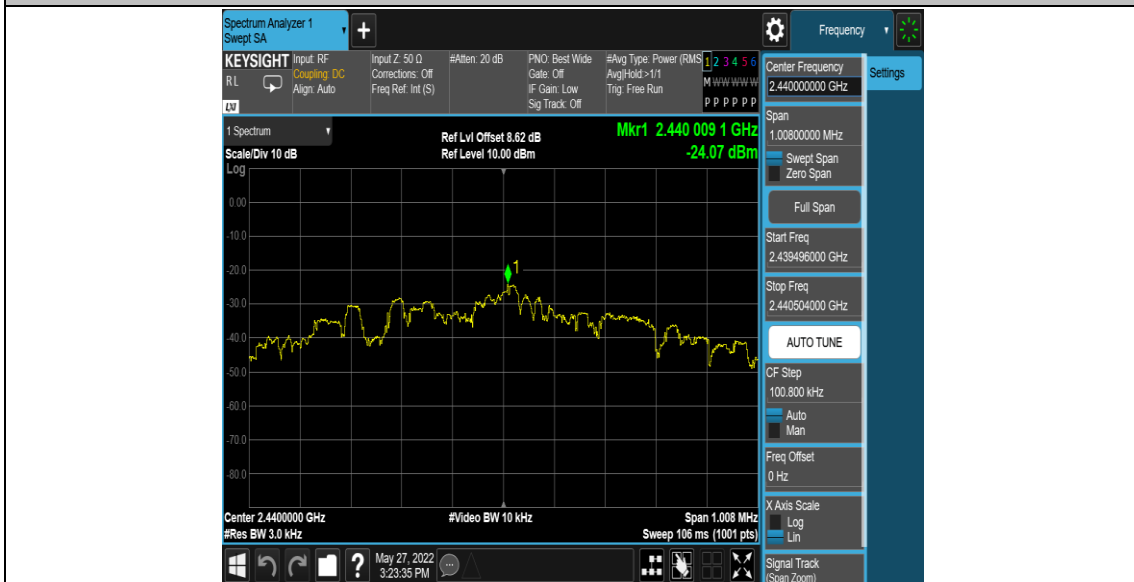 Spectrum Analyzer 1
Swept SA
Frequency
KEYSIGHT
RL
LXI
Input: RF
Coupling: DC
Align: Auto
Input Z: 50 Ω
Corrections: Off
Freq Ref: Int (S)
#Atten: 20 dB
PNO: Best Wide
Gate: Off
IF Gain: Low
Sig Track: Off
#Avg Type: Power (RMS
Avg|Hold:>1/1
Trig: Free Run
1 2 3 4 5 6
M W W W W W
P P P P P P
1 Spectrum
Scale/Div 10 dB
Log
Ref Lvl Offset 8.62 dB
Ref Level 10.00 dBm
Mkr1 2.440 009 1 GHz
-24.07 dBm
1
0.00
-10.0
-20.0
-30.0
-40.0
-50.0
-60.0
-70.0
-80.0
Center 2.4400000 GHz
#Res BW 3.0 kHz
#Video BW 10 kHz
Span 1.008 MHz
Sweep 106 ms (1001 pts)
May 27, 2022
3:23:35 PM
Center Frequency
2.440000000 GHz
Settings
Span
1.00800000 MHz
Swept Span
Zero Span
Full Span
Start Freq
2.439496000 GHz
Stop Freq
2.440504000 GHz
AUTO TUNE
CF Step
100.800 kHz
Auto
Man
Freq Offset
0 Hz
X Axis Scale
Log
Lin
Signal Track
(Span Zoom)